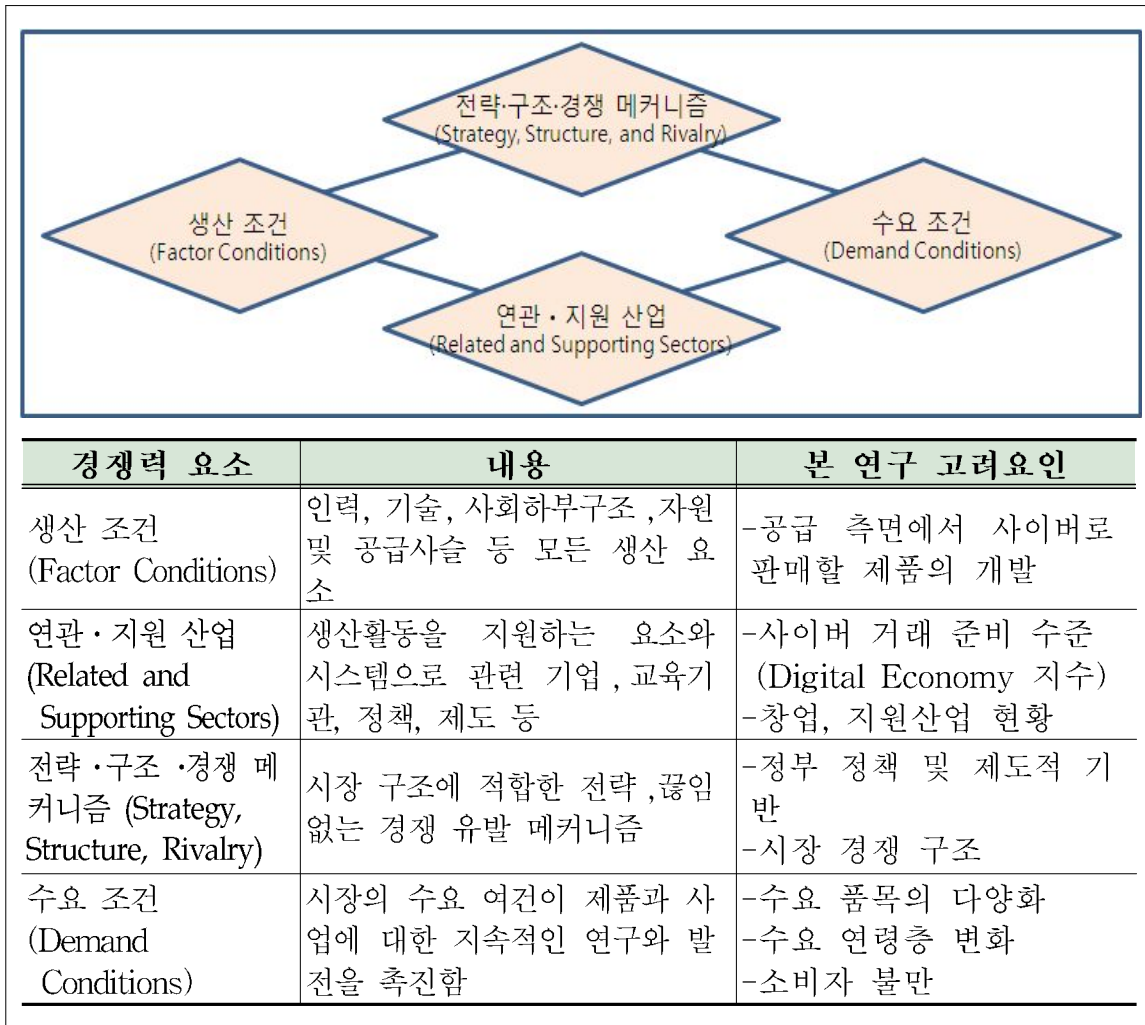 전략·구조·경쟁 메커니즘
(Strategy, Structure, and Rivalry)
생산 조건
(Factor Conditions)
수요 조건
(Demand Conditions)
연관·지원 산업
(Related and Supporting Sectors)
경쟁력 요소 내용 본 연구 고려요인
생산 조건
(Factor Conditions)
인력, 기술, 사회하부구조 ,자원
및 공급사슬 등 모든 생산 요
소
-공급 측면에서 사이버로
판매할 제품의 개발
연관·지원 산업
(Related and
Supporting Sectors)
생산활동을 지원하는 요소와
시스템으로 관련 기업 , 교육기
관, 정책, 제도 등
-사이버 거래 준비 수준
(Digital Economy 지수)
-창업, 지원산업 현황
전략 ·구조 ·경쟁 메
커니즘 (Strategy,
Structure, Rivalry)
시장 구조에 적합한 전략 ,끊임
없는 경쟁 유발 메커니즘
-정부 정책 및 제도적 기
반
-시장 경쟁 구조
수요 조건
(Demand
Conditions)
시장의 수요 여건이 제품과 사
업에 대한 지속적인 연구와 발
전을 촉진함
-수요 품목의 다양화
-수요 연령층 변화
-소비자 불만